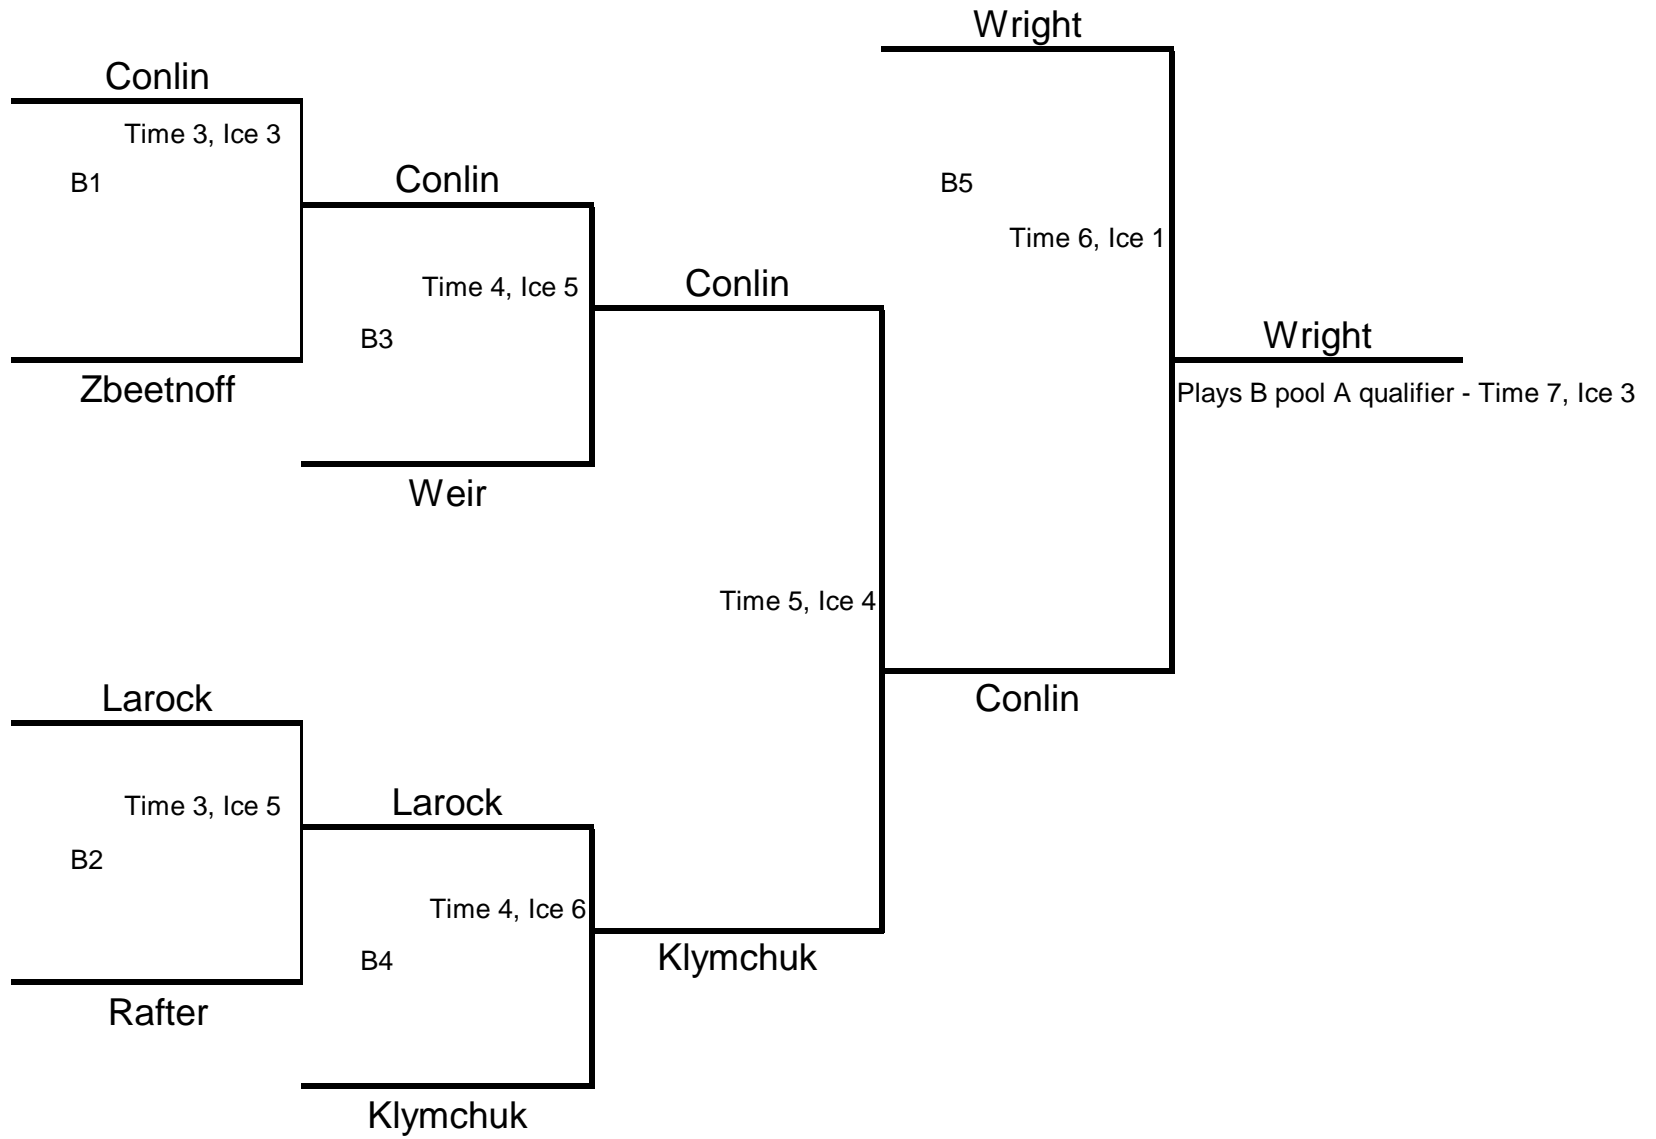 Wright
Conlin
Time 3, Ice 3
B1
Conlin
B5
Time 6, Ice 1
Time 4, Ice 5
Conlin
B3
Wright
Zbeetnoff
Plays B pool A qualifier - Time 7, Ice 3
Weir
Time 5, Ice 4
Larock
Conlin
Time 3, Ice 5
Larock
B2
Time 4, Ice 6
B4
Klymchuk
Rafter
Klymchuk